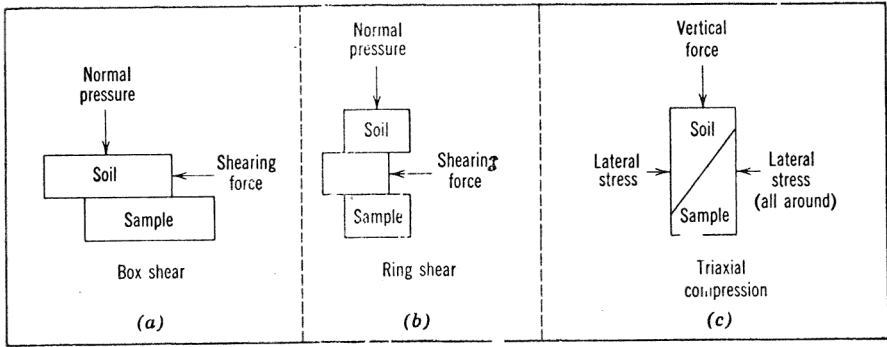 Normal
pressure
Soil
Shearing
force
Sample
Box shear
(a)
Normal
pressure
Soil
Shearing
force
Sample
Ring shear
(b)
Vertical
force
Soil
Lateral
stress
Lateral
stress
(all around)
Sample
Triaxial
compression
(c)